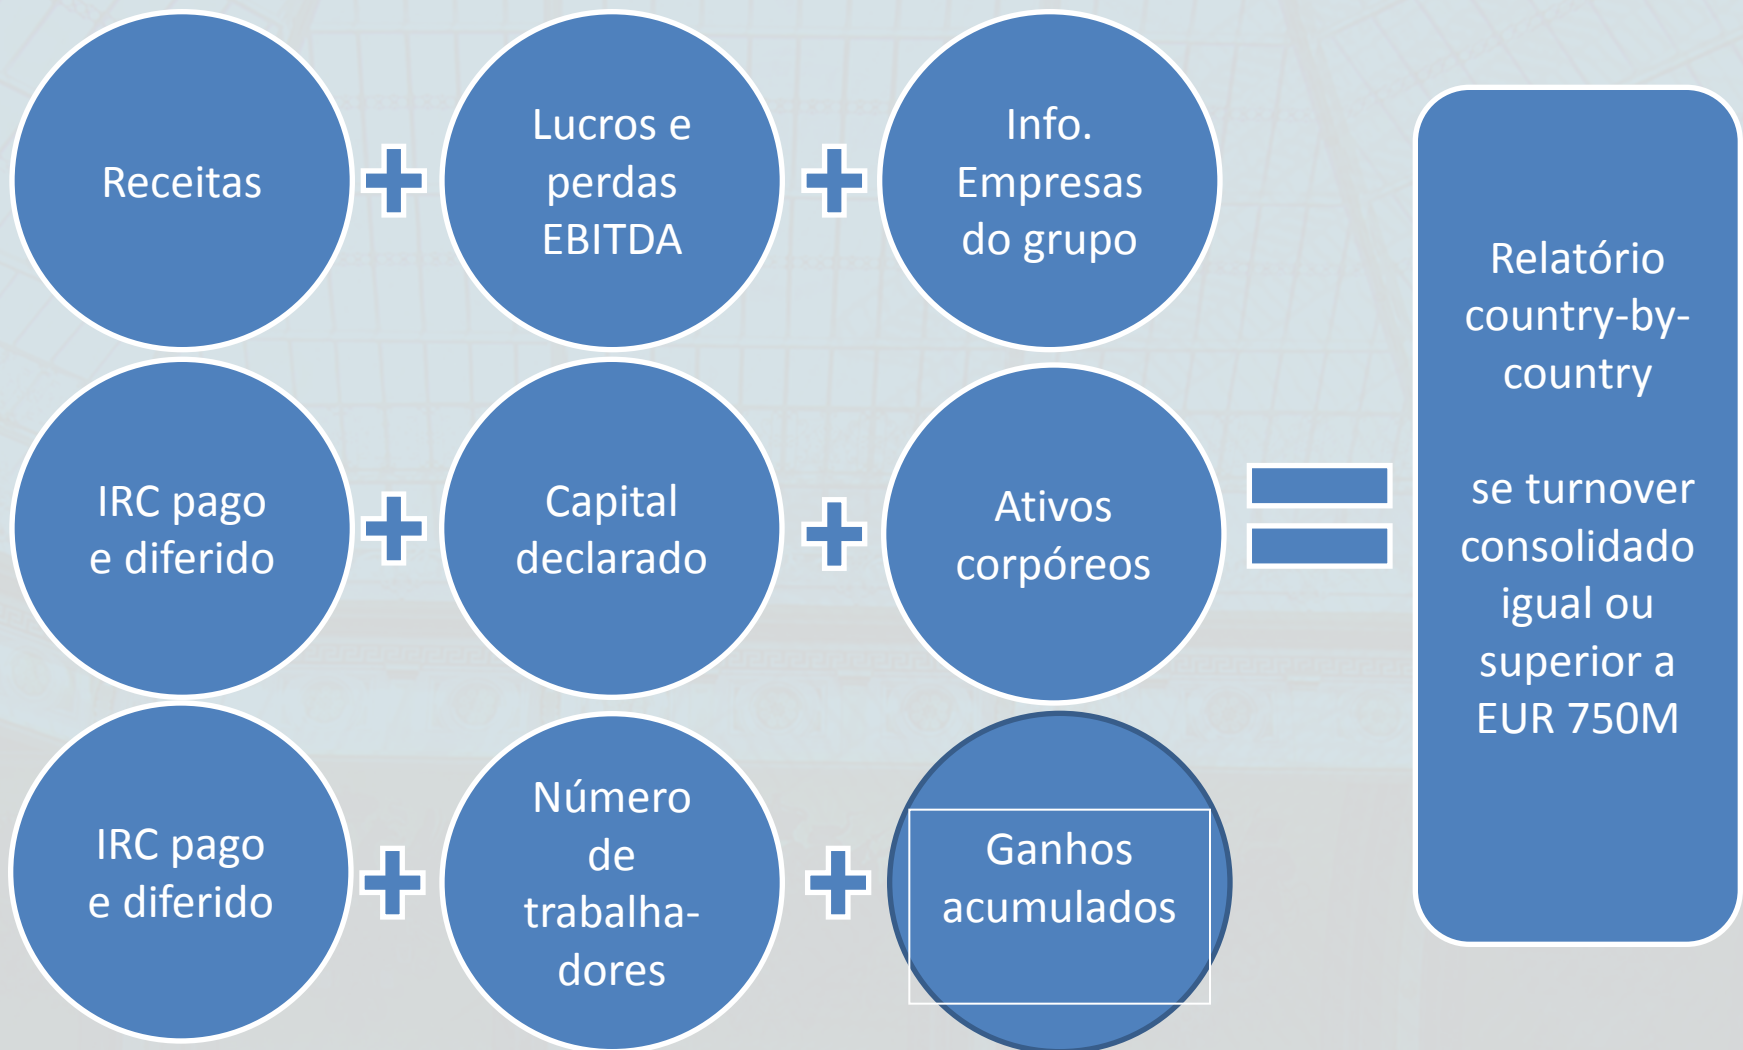 Receitas
Lucros e
perdas
EBITDA
Info.
Empresas
do grupo
IRC pago
e diferido
Capital
declarado
Ativos
corpóreos
IRC pago
e diferido
Número
de
trabalha-
dores
Ganhos
acumulados
Relatório
country-by-
country
se turnover
consolidado
igual ou
superior a
EUR 750M